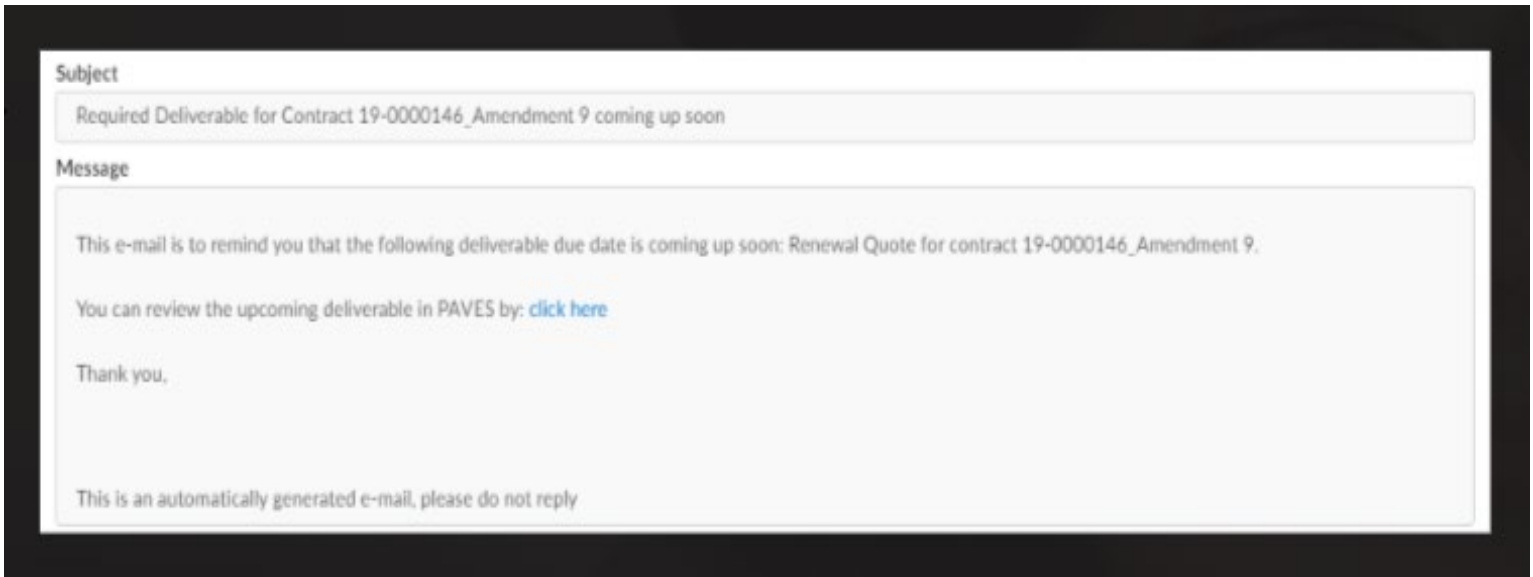 Subject
Required Deliverable for Contract 19-0000146_Amendment 9 coming up soon
Message
This e-mail is to remind you that the following deliverable due date is coming up soon: Renewal Quote for contract 19-0000146_Amendment 9.
You can review the upcoming deliverable in PAVES by: click here
Thank you,
This is an automatically generated e-mail, please do not reply